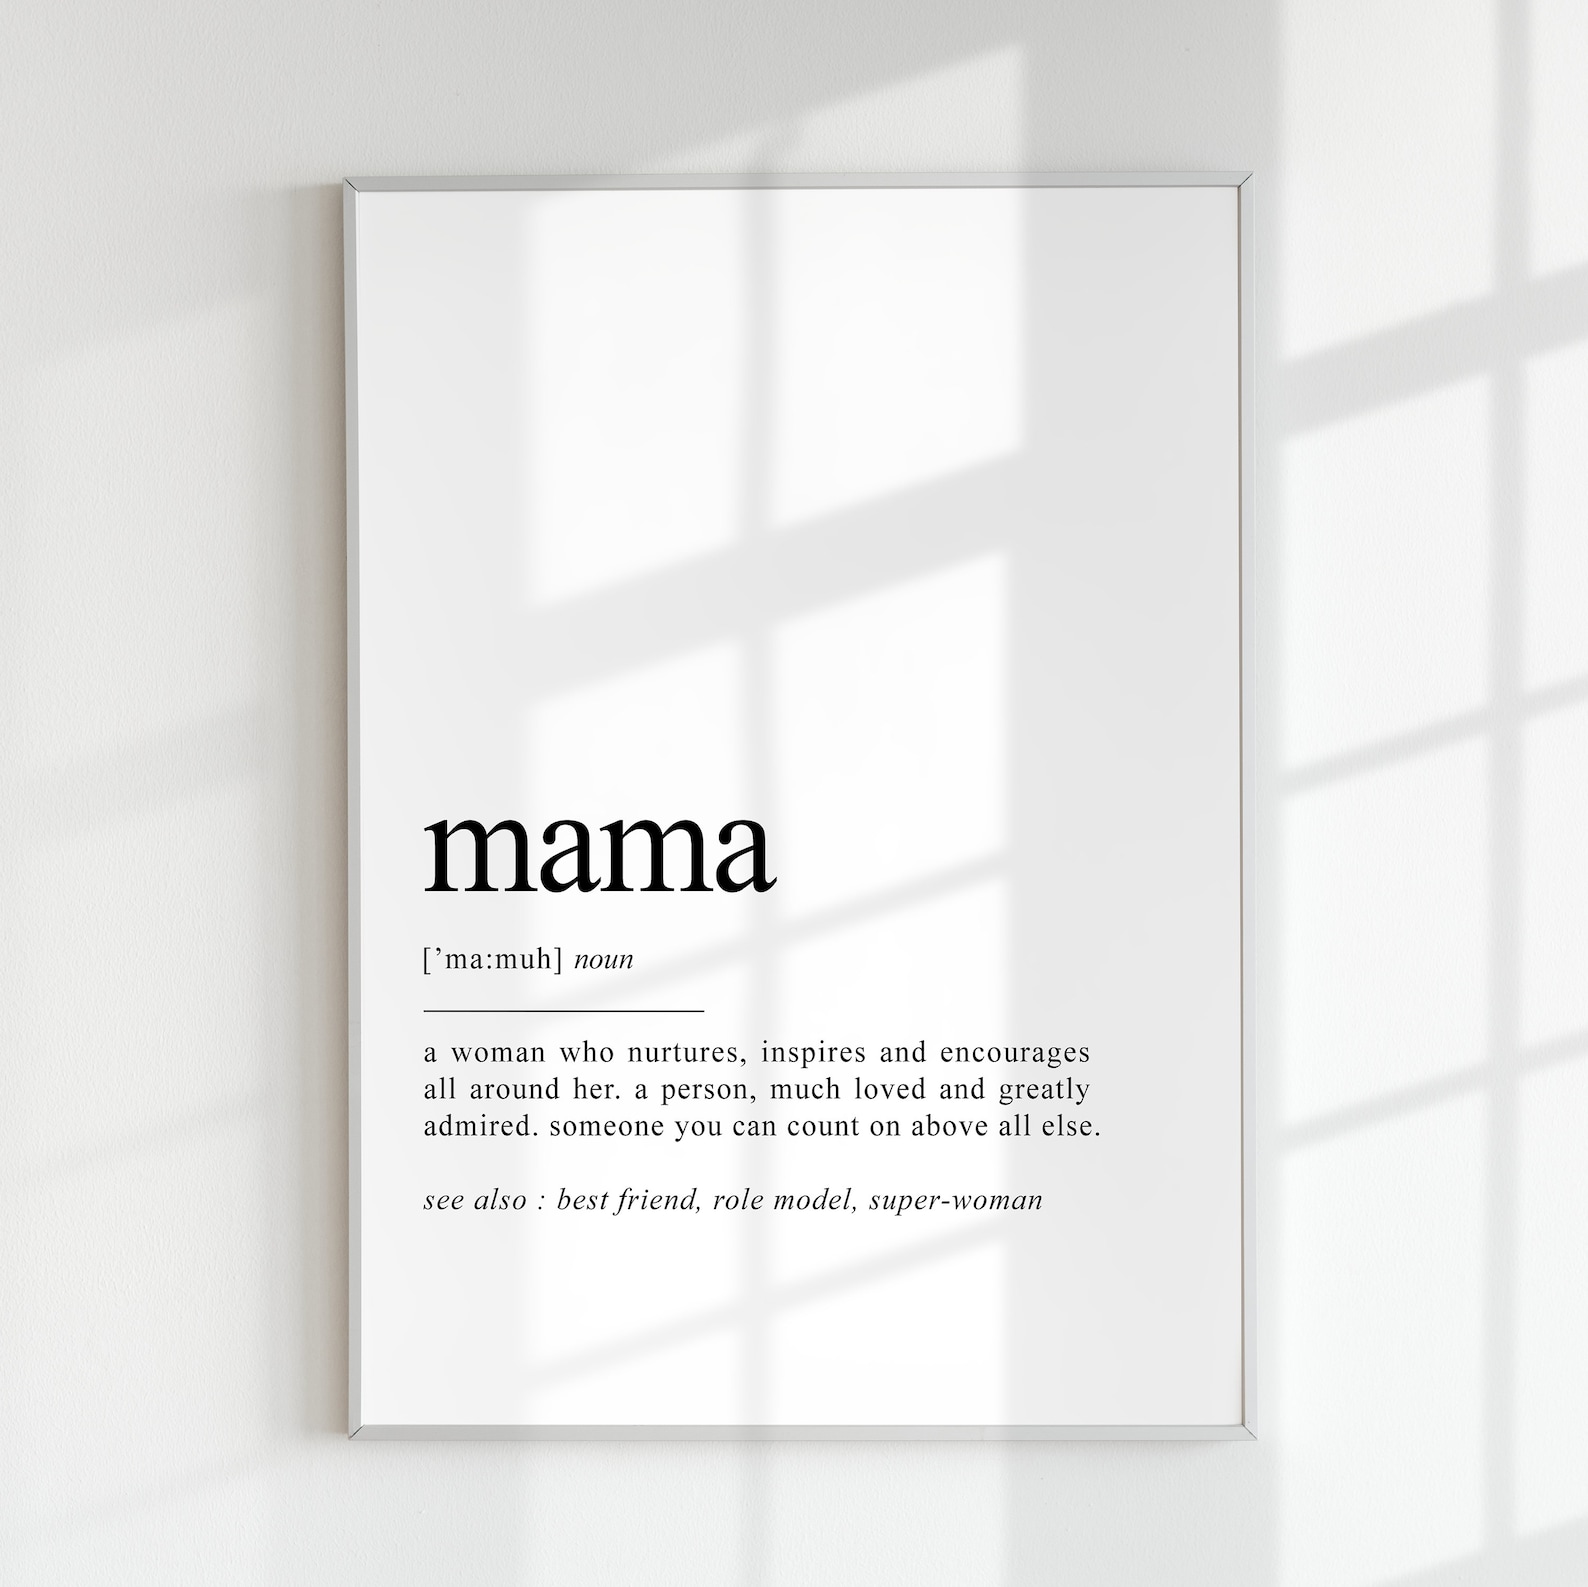 mama
[’ma:muh] noun
a woman who nurtures, inspires and encourages
all around her. a person, much loved and greatly
admired. someone you can count on above all else.
see also : best friend, role model, super-woman